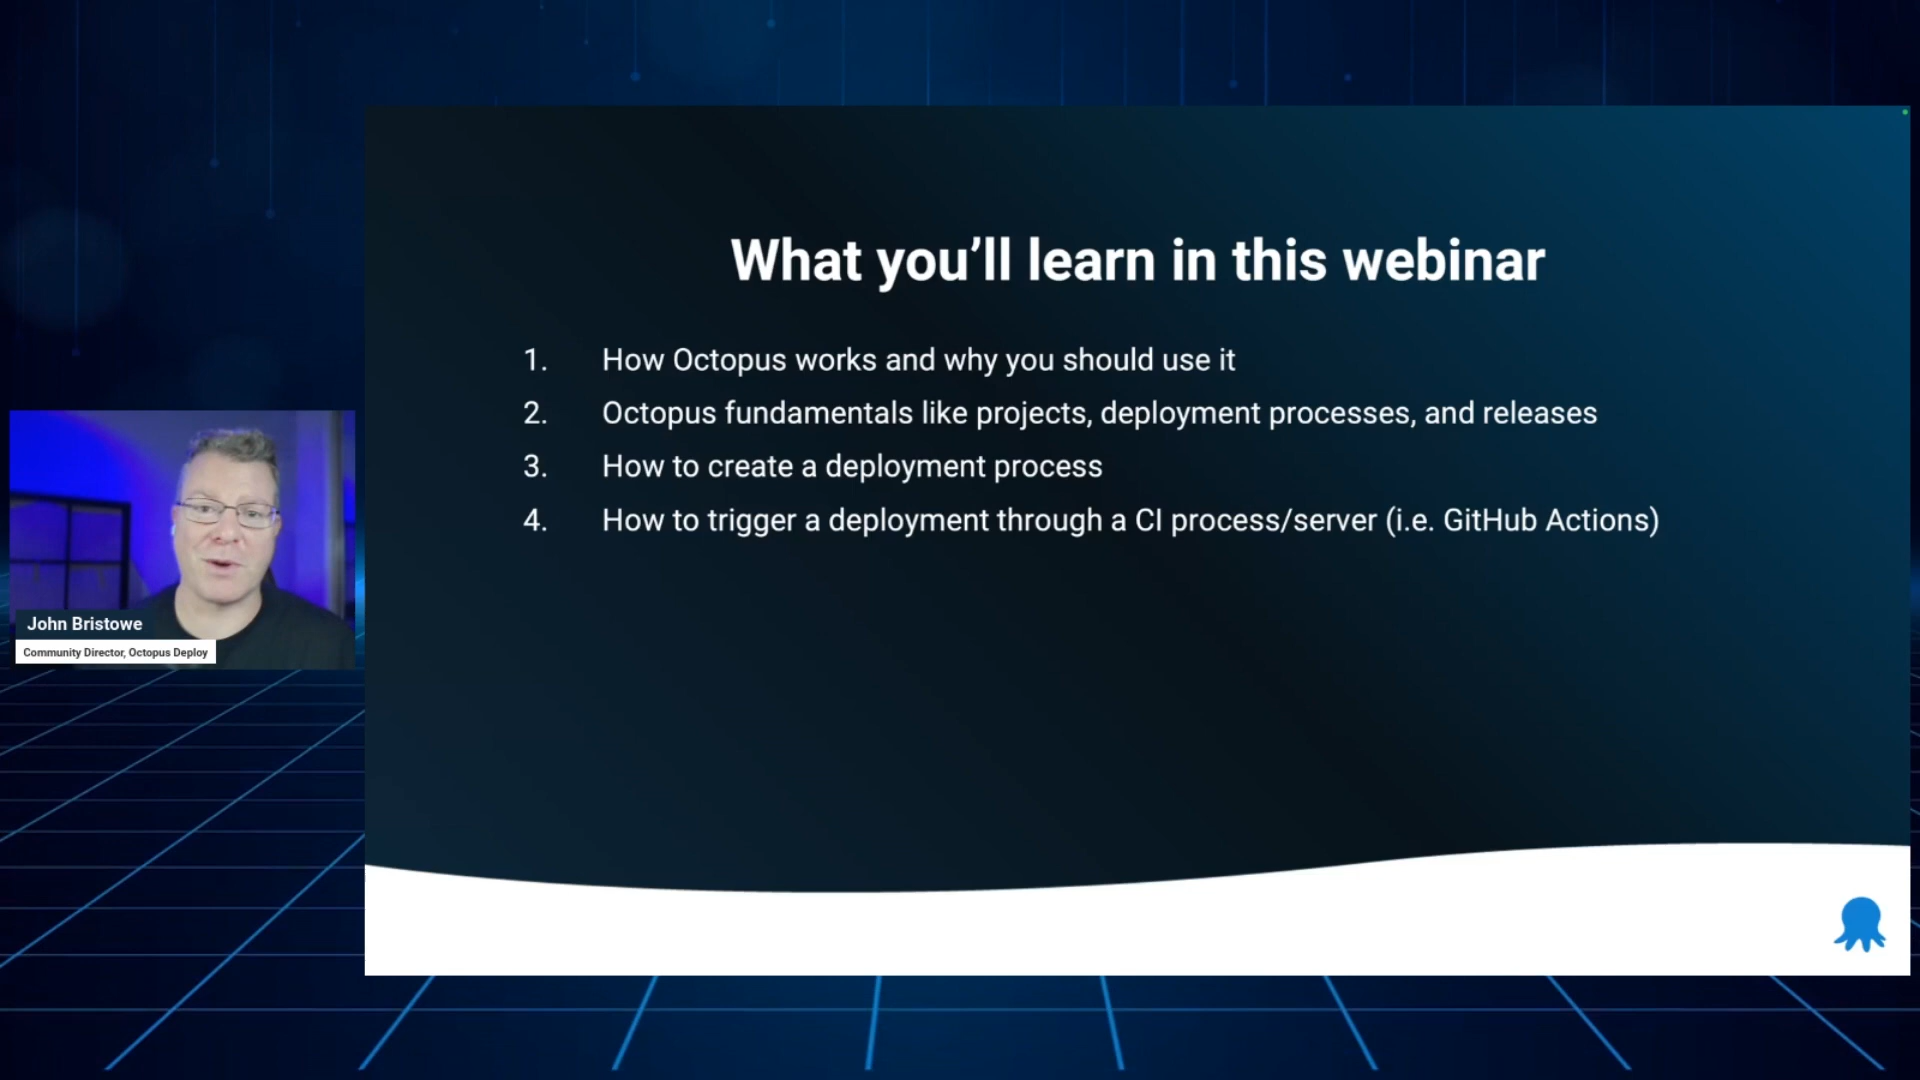 What you’ll learn in this webinar
1. How Octopus works and why you should use it
2. Octopus fundamentals like projects, deployment processes, and releases
3. How to create a deployment process
4. How to trigger a deployment through a CI process/server (i.e. GitHub Actions)
John Bristowe
Community Director, Octopus Deploy